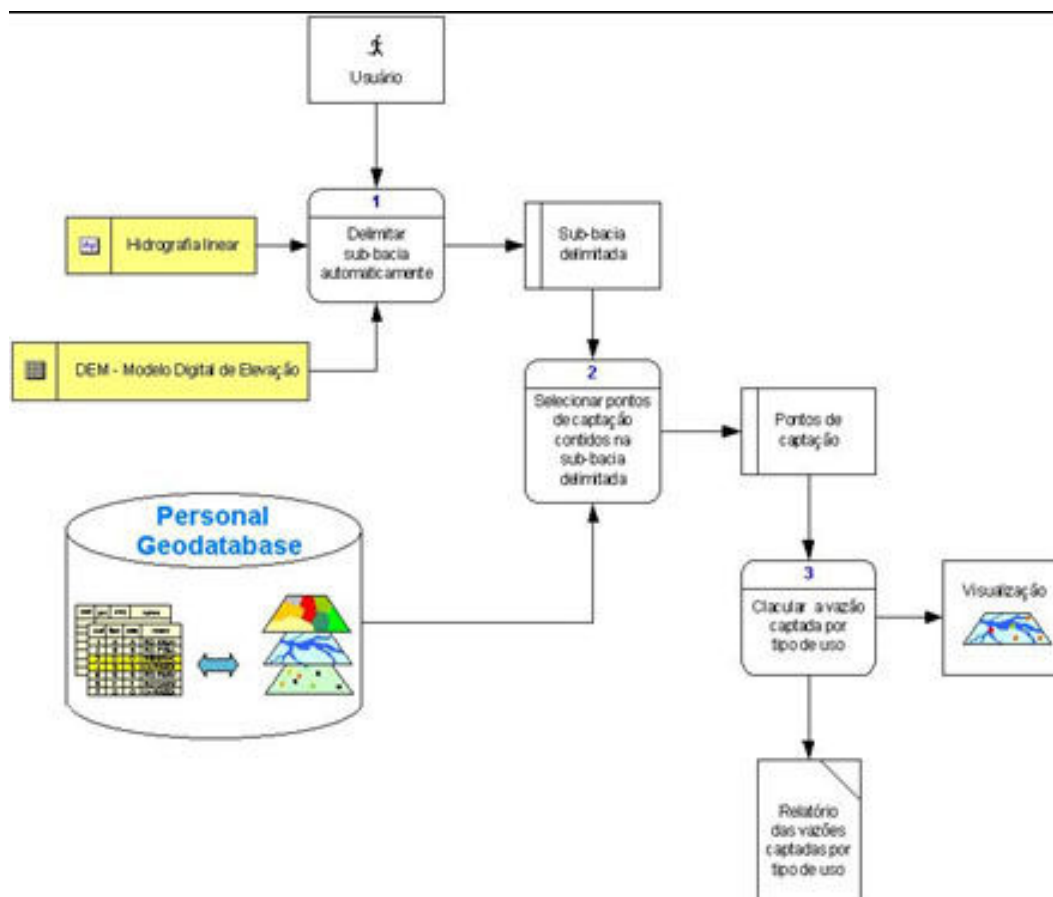 Usuário
1
Delimitar
sub-bacia
automaticamente
Hidrografia linear
DEM - Modelo Digital de Elevação
Sub-bacia
delimitada
2
Selecionar pontos
de captação
contidos na
sub-bacia
delimitada
Pontos de
captação
Personal
Geodatabase
3
Clacular a vazão
captada por
tipo de uso
Visualização
Relatório
das vazões
captadas por
tipo de uso